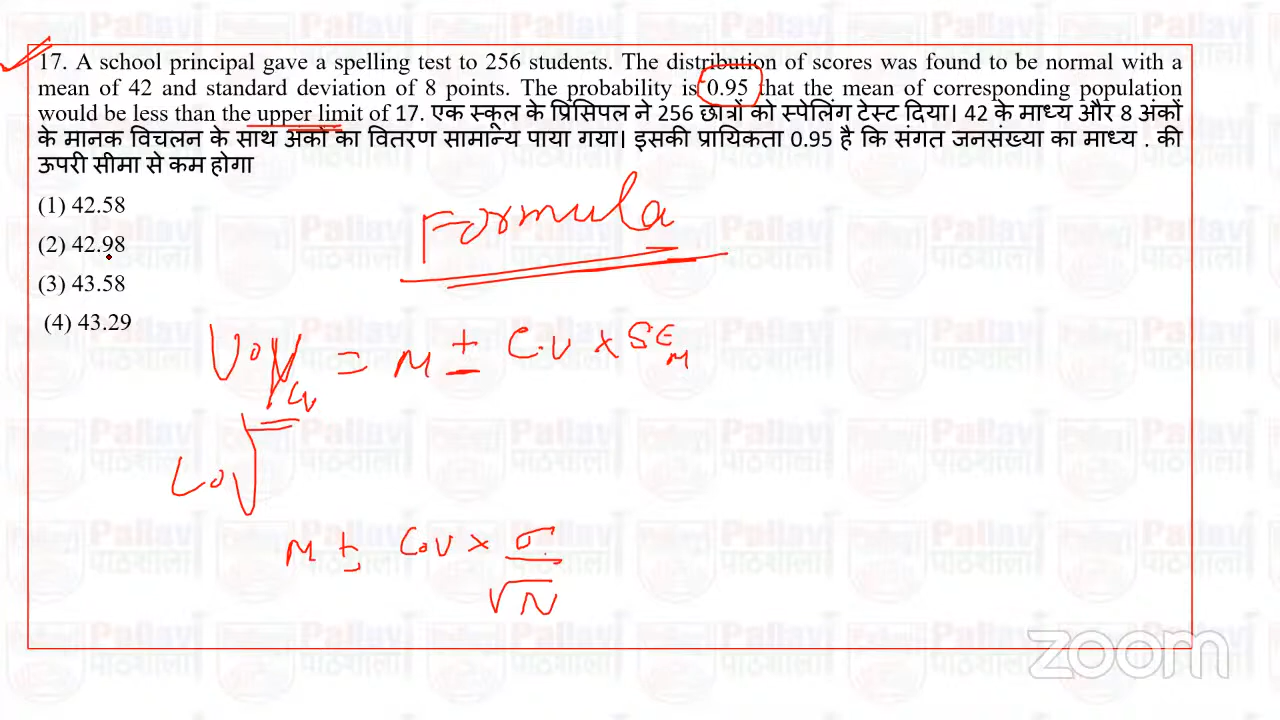 17. A school principal gave a spelling test to 256 students. The distribution of scores was found to be normal with a
mean of 42 and standard deviation of 8 points. The probability is 0.95 that the mean of corresponding population
would be less than the upper limit of 17. एक स्कूल के प्रिंसिपल ने 256 छात्रों को स्पेलिंग टेस्ट दिया। 42 के माध्य और 8 अंकों
के मानक विचलन के साथ अंकों का वितरण सामान्य पाया गया। इसकी प्रायिकता 0.95 है कि संगत जनसंख्या का माध्य . की
ऊपरी सीमा से कम होगा
(1) 42.58
(2) 42.98
(3) 43.58
(4) 43.29
Formula
= M ± C.V × SE M
M ± C.V × σ
√N
Pallav
पाठशाला
zoom